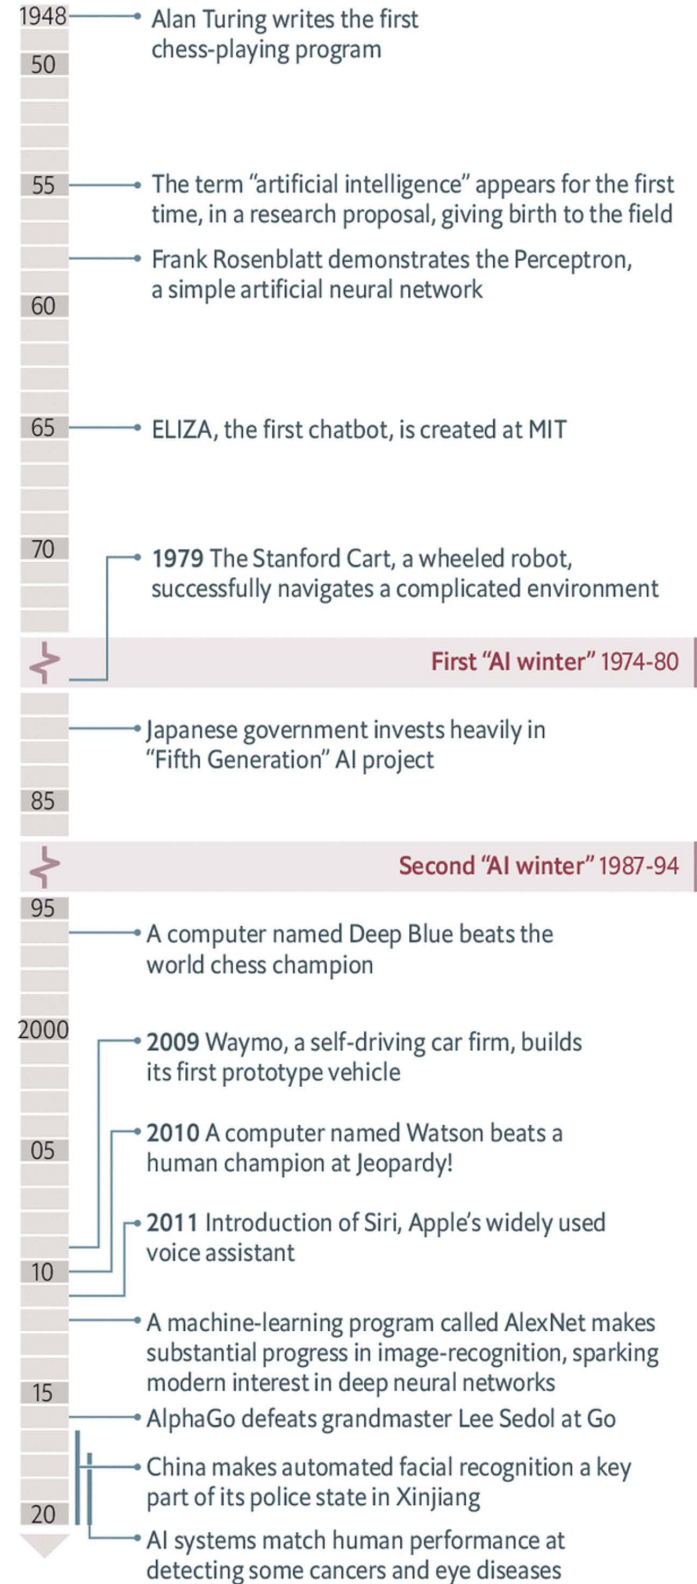 1948
Alan Turing writes the first
chess-playing program
50
55
The term “artificial intelligence” appears for the first
time, in a research proposal, giving birth to the field
Frank Rosenblatt demonstrates the Perceptron,
a simple artificial neural network
60
65
ELIZA, the first chatbot, is created at MIT
70
1979 The Stanford Cart, a wheeled robot,
successfully navigates a complicated environment
First “AI winter” 1974-80
Japanese government invests heavily in
“Fifth Generation” AI project
85
Second “AI winter” 1987-94
95
A computer named Deep Blue beats the
world chess champion
2000
2009 Waymo, a self-driving car firm, builds
its first prototype vehicle
2010 A computer named Watson beats a
human champion at Jeopardy!
05
2011 Introduction of Siri, Apple’s widely used
voice assistant
10
A machine-learning program called AlexNet makes
substantial progress in image-recognition, sparking
modern interest in deep neural networks
15
AlphaGo defeats grandmaster Lee Sedol at Go
China makes automated facial recognition a key
part of its police state in Xinjiang
20
AI systems match human performance at
detecting some cancers and eye diseases